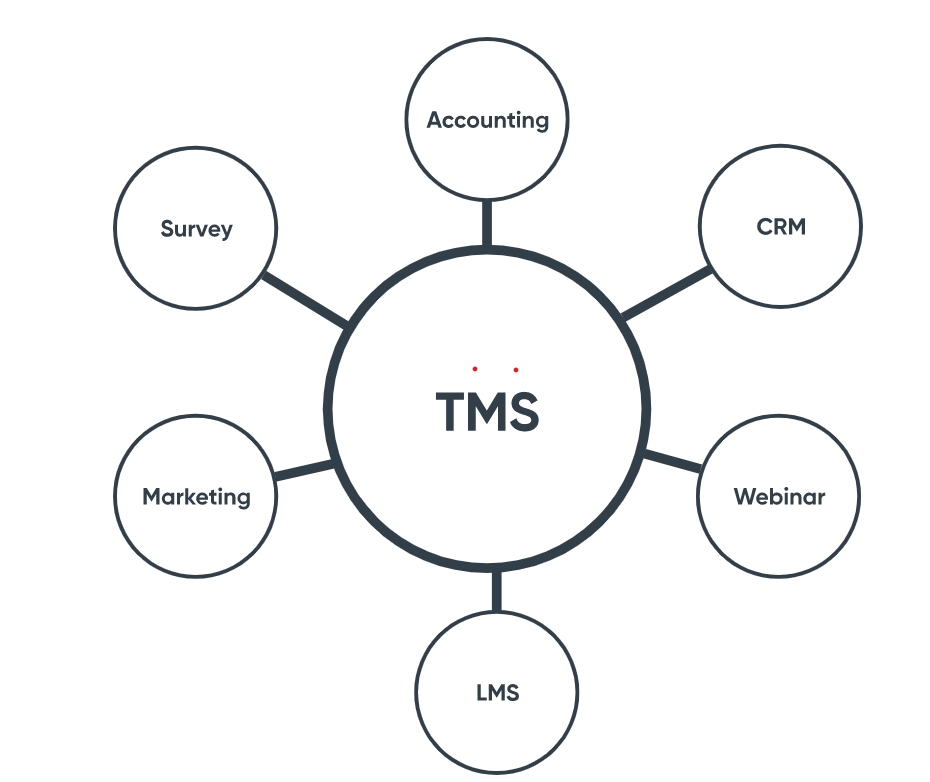 Accounting
Survey
CRM
TMS
Marketing
Webinar
LMS